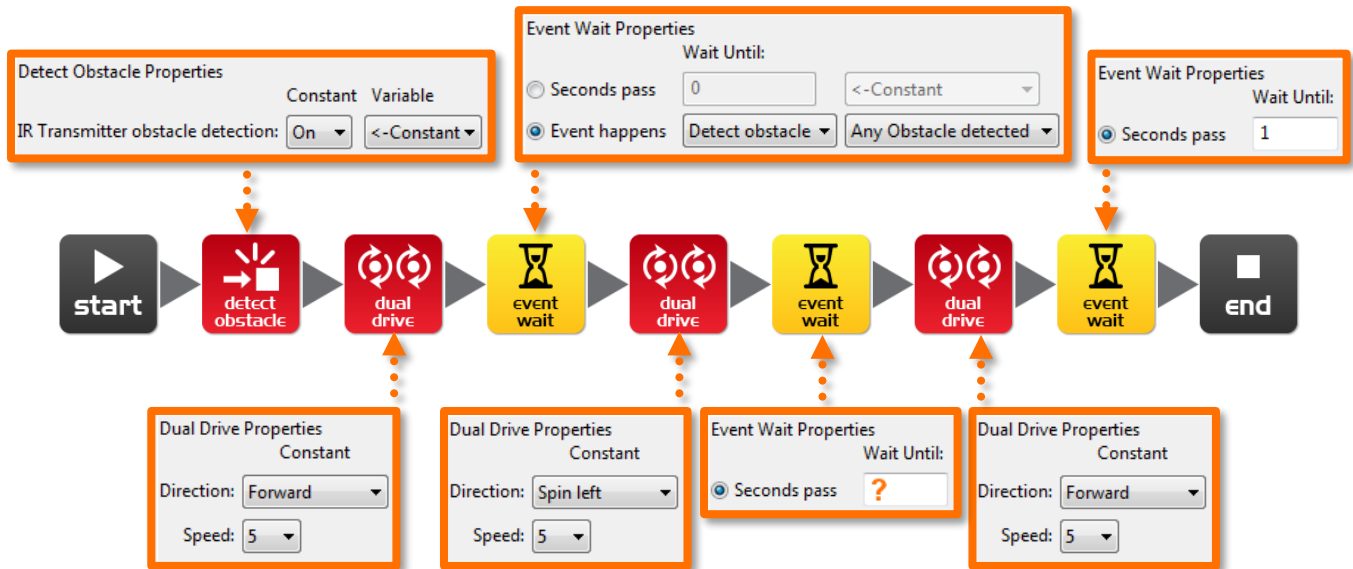 Detect Obstacle Properties
Constant Variable
IR Transmitter obstacle detection: On <-Constant
Event Wait Properties
Wait Until:
Seconds pass 0 <-Constant
Event happens Detect obstacle Any Obstacle detected
Event Wait Properties
Wait Until:
Seconds pass 1
start
detect
obstacle
dual
drive
event
wait
dual
drive
event
wait
dual
drive
event
wait
end
Dual Drive Properties
Constant
Direction: Forward
Speed: 5
Dual Drive Properties
Constant
Direction: Spin left
Speed: 5
Event Wait Properties
Wait Until:
Seconds pass ?
Dual Drive Properties
Constant
Direction: Forward
Speed: 5